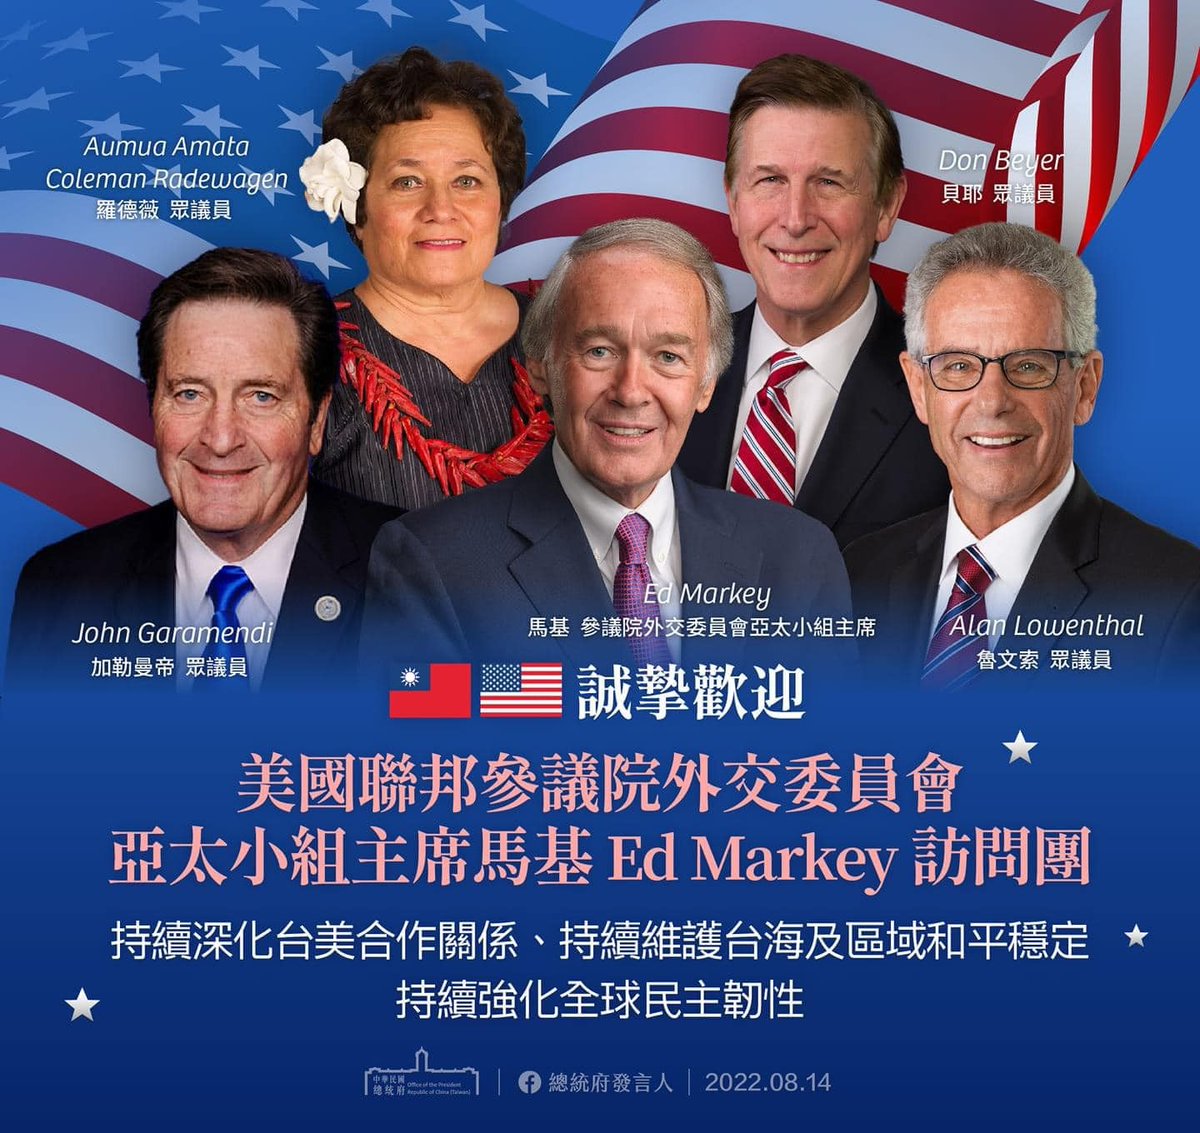 Aumua Amata
Coleman Radewagen
羅德薇 眾議員
Don Beyer
貝耶 眾議員
John Garamendi
加勒曼帝 眾議員
Ed Markey
馬基 參議院外交委員會亞太小組主席
Alan Lowenthal
魯文索 眾議員
誠摯歡迎
美國聯邦參議院外交委員會
亞太小組主席馬基 Ed Markey 訪問團
持續深化台美合作關係、持續維護台海及區域和平穩定
持續強化全球民主韌性
中華民國
總統府
Office of the President
Republic of China (Taiwan)
總統府發言人
2022.08.14